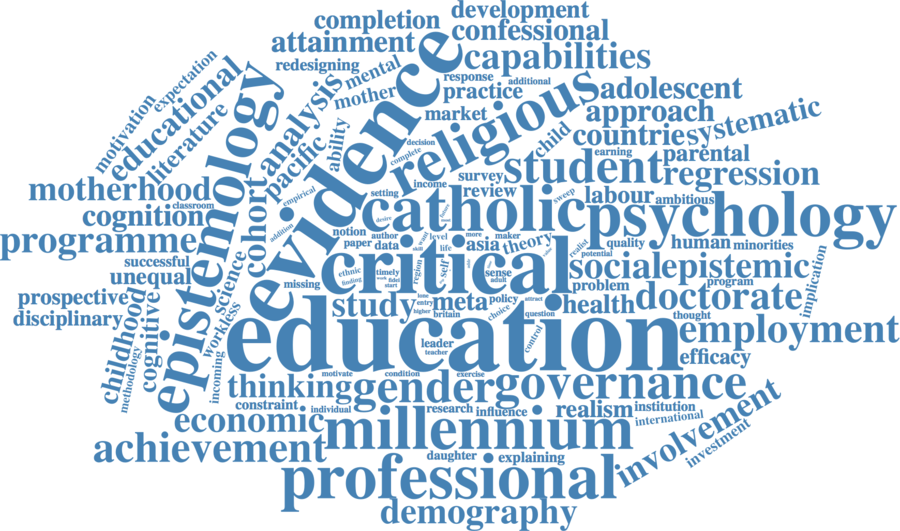 development
completion
confessional
attainment
capabilities
evidence
redesigning
mental
response
additional
expectation
mother
practice
adolescent
educational
analysis
religious
market
approach
systematic
motivation
literature
epistemology
pacific
ability
decision
complete
child
countries
earning
parental
student
regression
motherhood
classroom
cohort
empirical
setting
income
survey
review
sweep
labour
ambitious
cognition
addition
desire
catholic
psychology
programme
notion
author
level
more
maker
paper
data
life
asia
theory
realist
quality
human
minorities
potential
successful
unequal
science
missing
ethnic
finding
timely
work
fidel
start
region
self
critical
sense
adult
social
epistemic
problem
program
implication
prospective
disciplinary
childhood
cognitive
workless
study
tone
entry
higher
meta
britain
policy
choice
attract
question
health
doctorate
thought
methodology
incoming
education
leader
teacher
control
employment
efficacy
motivate
condition
exercise
thinking
gender
governance
constraint
individual
research
influence
realism
institution
international
economic
millennium
involvement
investment
achievement
daughter
explaining
professional
demography